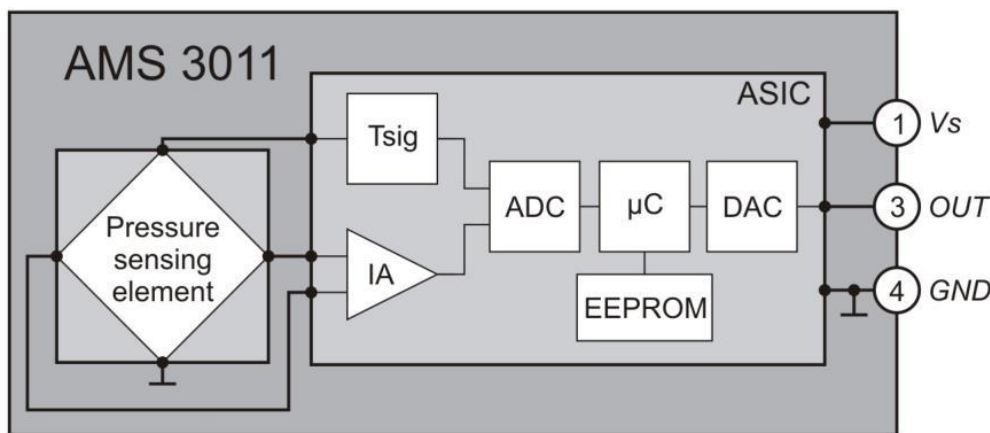 AMS 3011
ASIC
1 Vs
Tsig
Pressure
sensing
element
ADC
µC
DAC
3 OUT
IA
EEPROM
4 GND